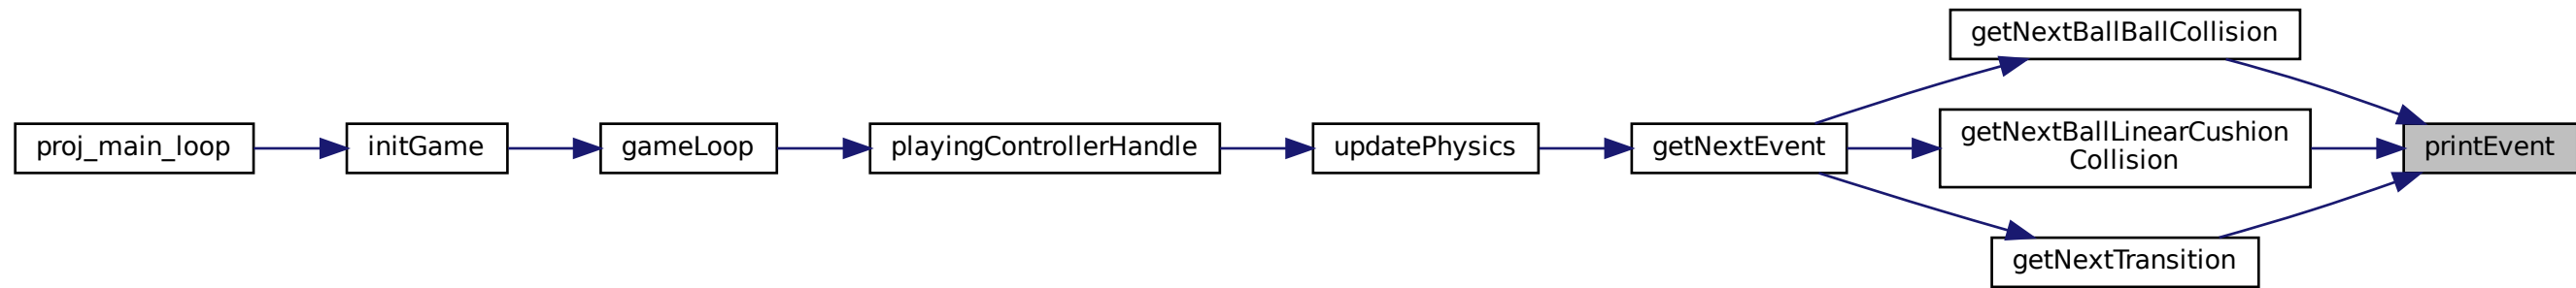 proj_main_loop
initGame
gameLoop
playingControllerHandle
updatePhysics
getNextEvent
getNextBallBallCollision
getNextBallLinearCushion
Collision
getNextTransition
printEvent